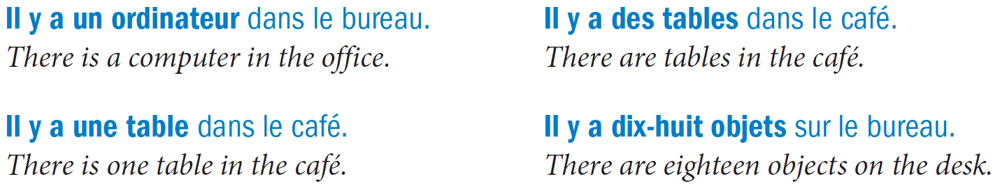 Il y a un ordinateur dans le bureau.
There is a computer in the office.
Il y a des tables dans le café.
There are tables in the café.
Il y a une table dans le café.
There is one table in the café.
Il y a dix-huit objets sur le bureau.
There are eighteen objects on the desk.